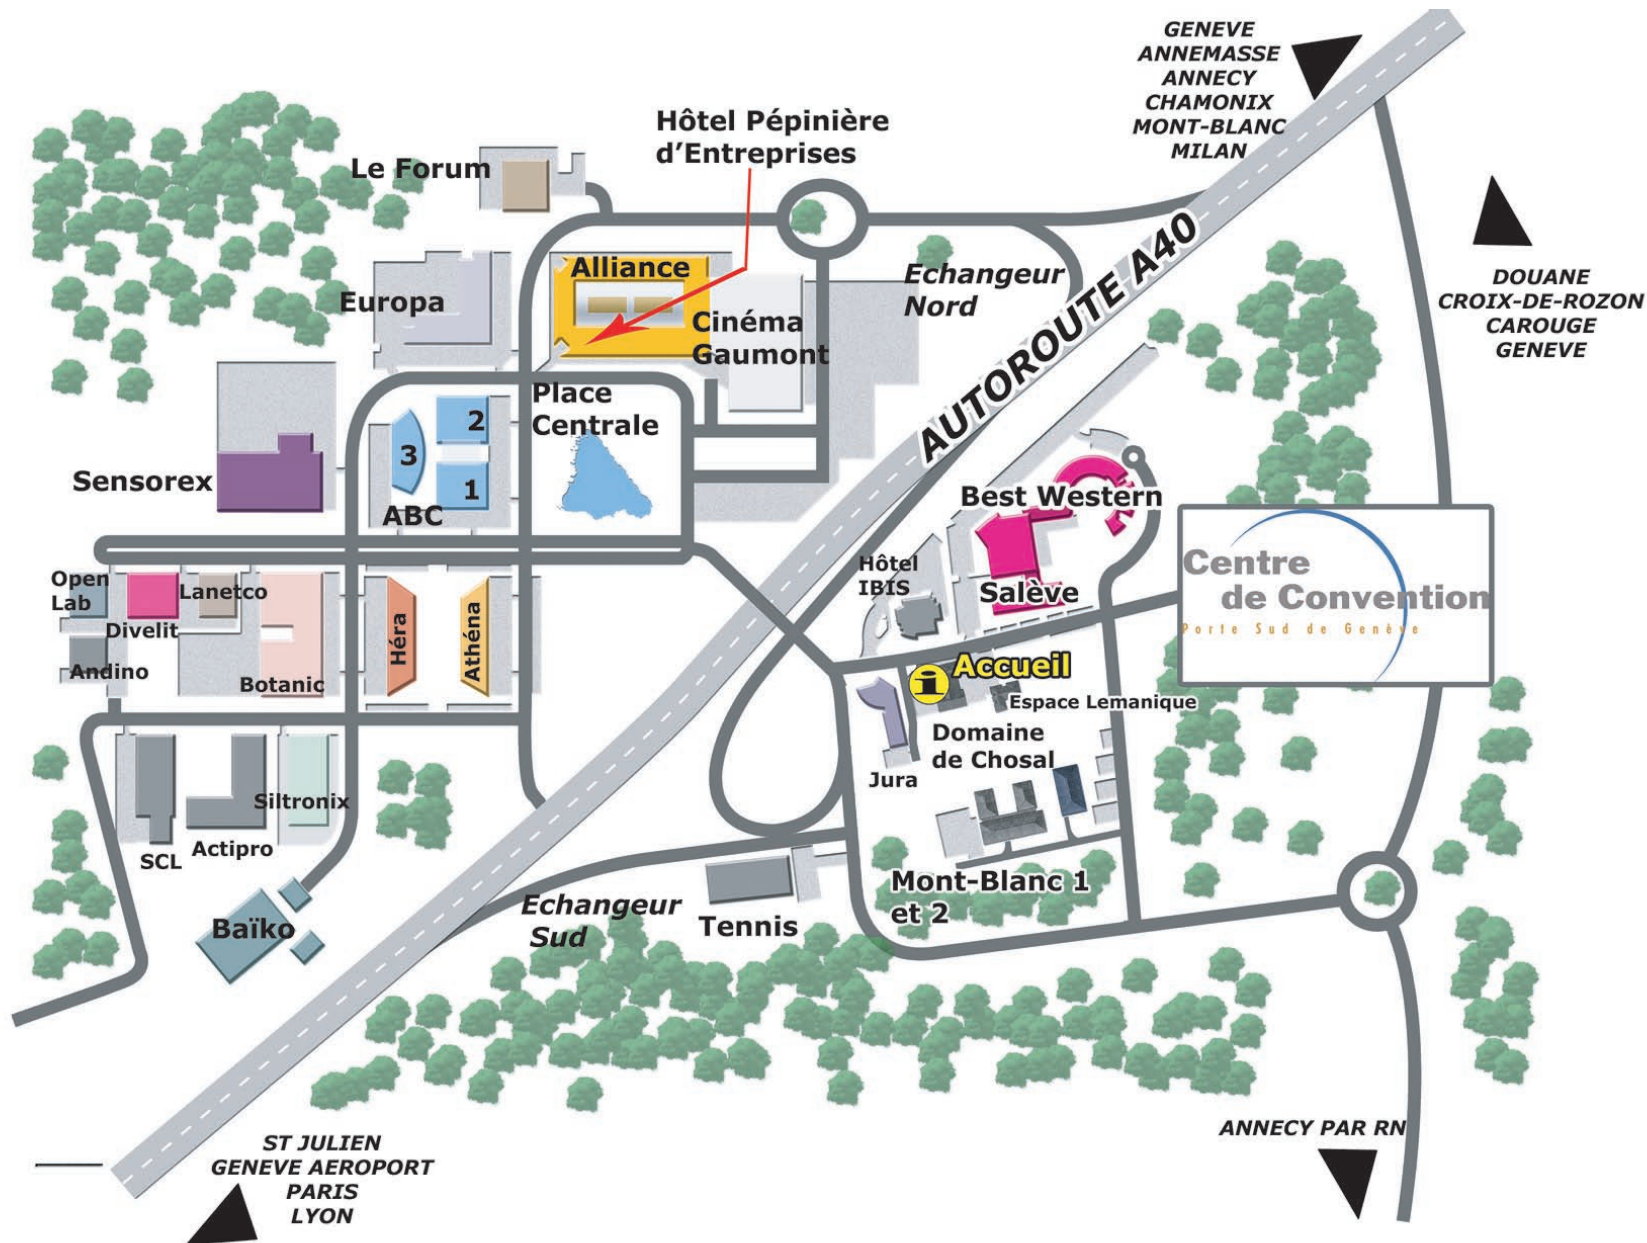 GENEVE
ANNEMASSE
ANNECY
CHAMONIX
MONT-BLANC
MILAN
Hôtel Pépinière
d'Entreprises
Le Forum
AUTOROUTE A40
Alliance
Echangeur
Nord
DOUANE
CROIX-DE-ROZON
CAROUGE
GENEVE
Europa
Cinéma
Gaumont
Place
Centrale
2
3
1
ABC
Sensorex
Best Western
Hôtel
IBIS
Salève
Centre
de Convention
Porte Sud de Genève
Open
Lab
Lanetco
Divelit
Andino
Botanic
Héra
Athéna
i
Accueil
Espace Lemanique
Domaine
de Chosal
Jura
Siltronix
SCL
Actipro
Baïko
Echangeur
Sud
Tennis
Mont-Blanc 1
et 2
ANNECY PAR RN
ST JULIEN
GENEVE AEROPORT
PARIS
LYON